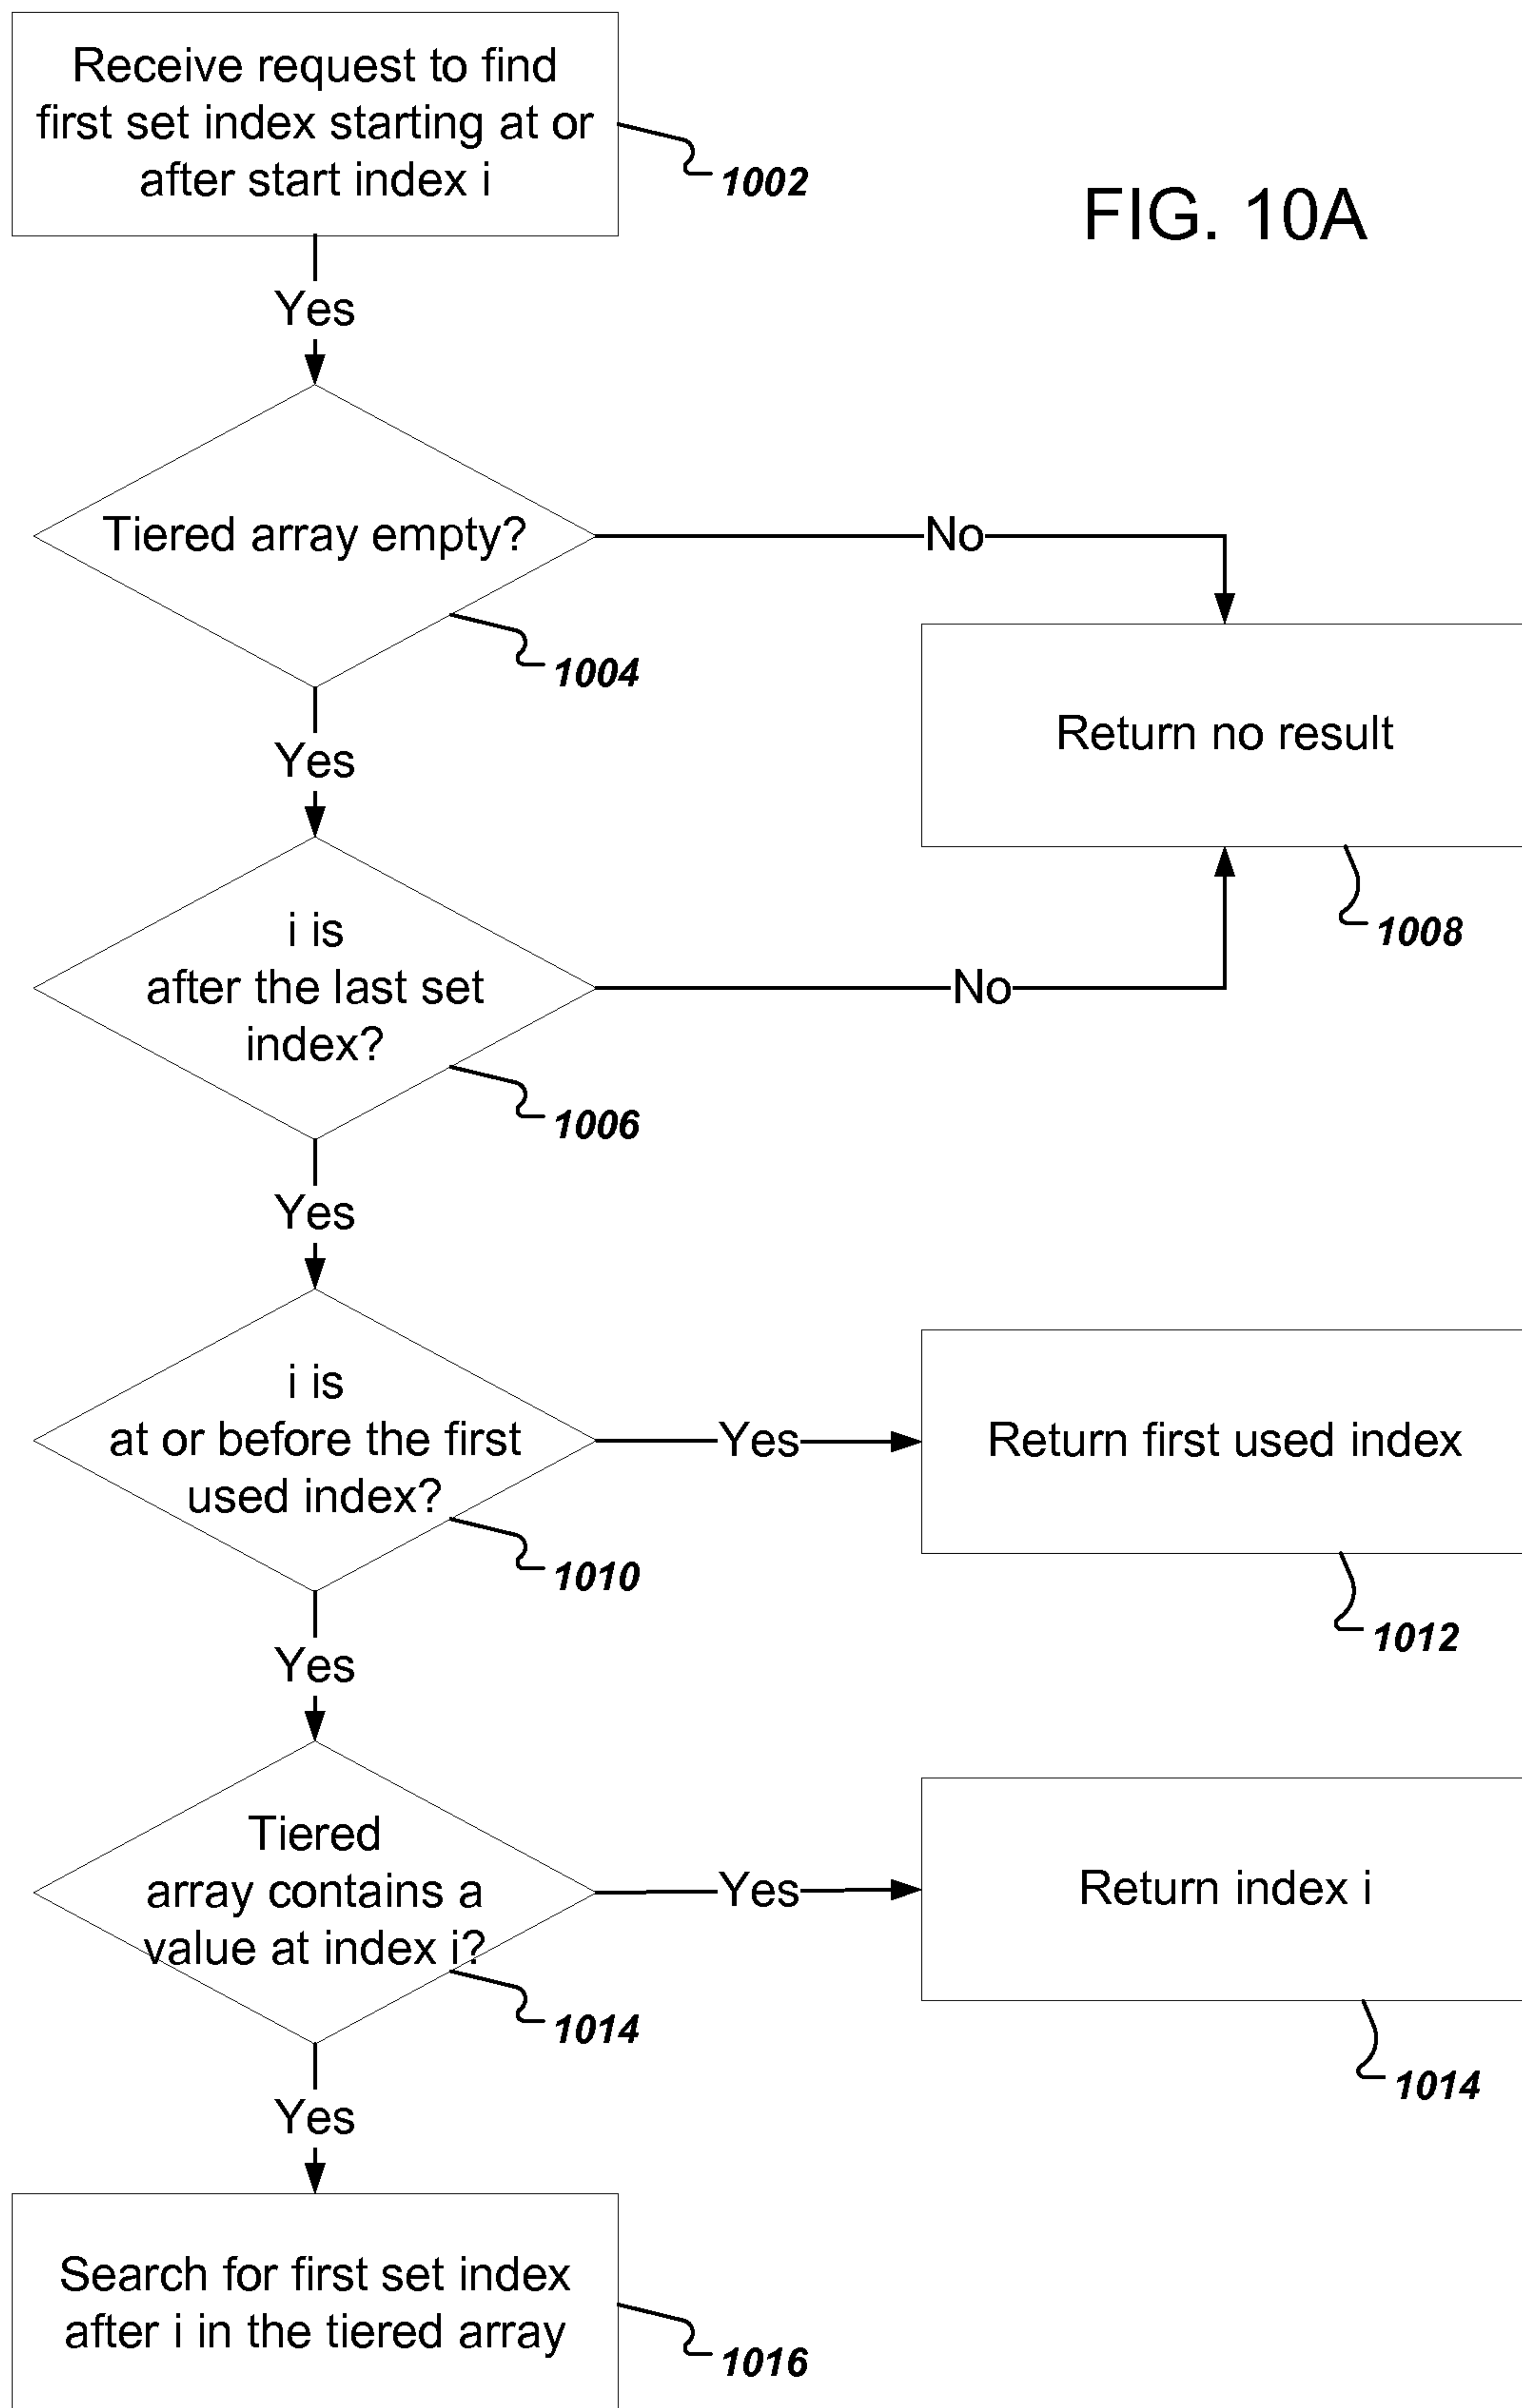 Receive request to find
first set index starting at or
after start index i
1002
FIG. 10A
Yes
Tiered array empty?
No
1004
Return no result
1008
Yes
i is
after the last set
index?
No
1006
Yes
i is
at or before the first
used index?
Yes
Return first used index
1010
1012
Yes
Tiered
array contains a
value at index i?
Yes
Return index i
1014
1014
Yes
Search for first set index
after i in the tiered array
1016